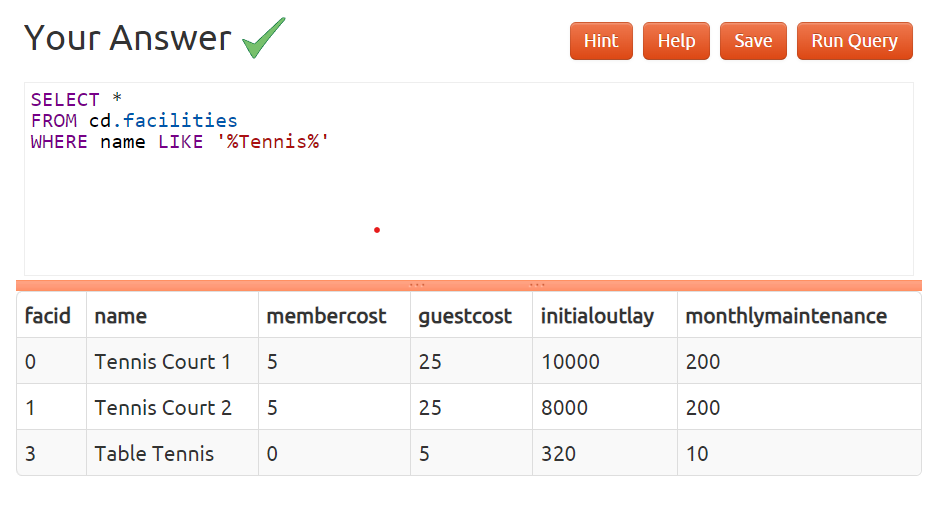 Your Answer
Hint Help Save Run Query
SELECT *
FROM cd.facilities
WHERE name LIKE '%Tennis%'
facid name membercost guestcost initialoutlay monthlymaintenance
0 Tennis Court 1 5 25 10000 200
1 Tennis Court 2 5 25 8000 200
3 Table Tennis 0 5 320 10